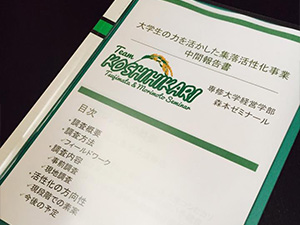 大学生の力を活かした集落活性化事業
中間報告書
Team
KOSHIHIKARI
Tsujimoto & Morimoto Seminar
専修大学経営学部
森本ゼミナール
目次
✓調査概要
✓調査方法
✓フィールドワーク
✓調査内容
✓事前調査
✓現地調査
✓活性化の方向性
✓現段階での素案
✓今後の予定